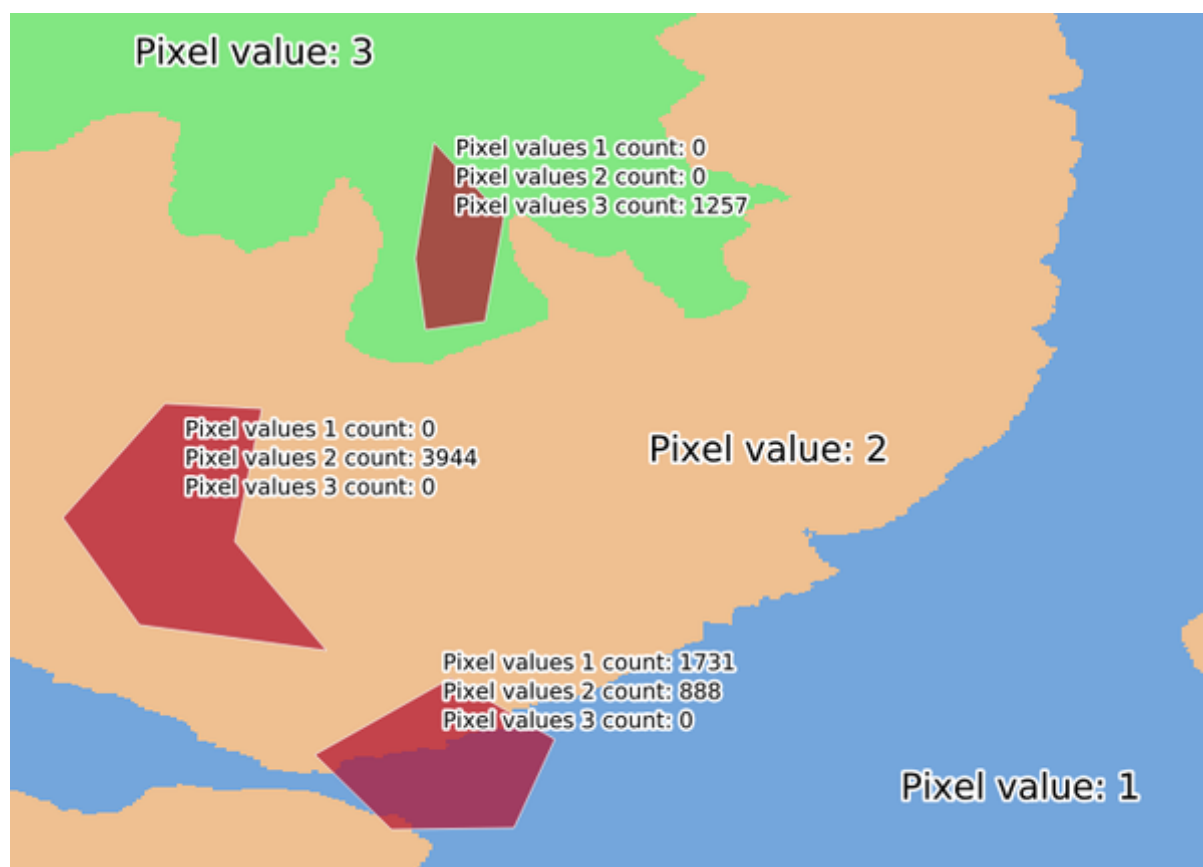 Pixel value: 3
Pixel values 1 count: 0
Pixel values 2 count: 0
Pixel values 3 count: 1257
Pixel values 1 count: 0
Pixel values 2 count: 3944
Pixel values 3 count: 0
Pixel value: 2
Pixel values 1 count: 1731
Pixel values 2 count: 888
Pixel values 3 count: 0
Pixel value: 1